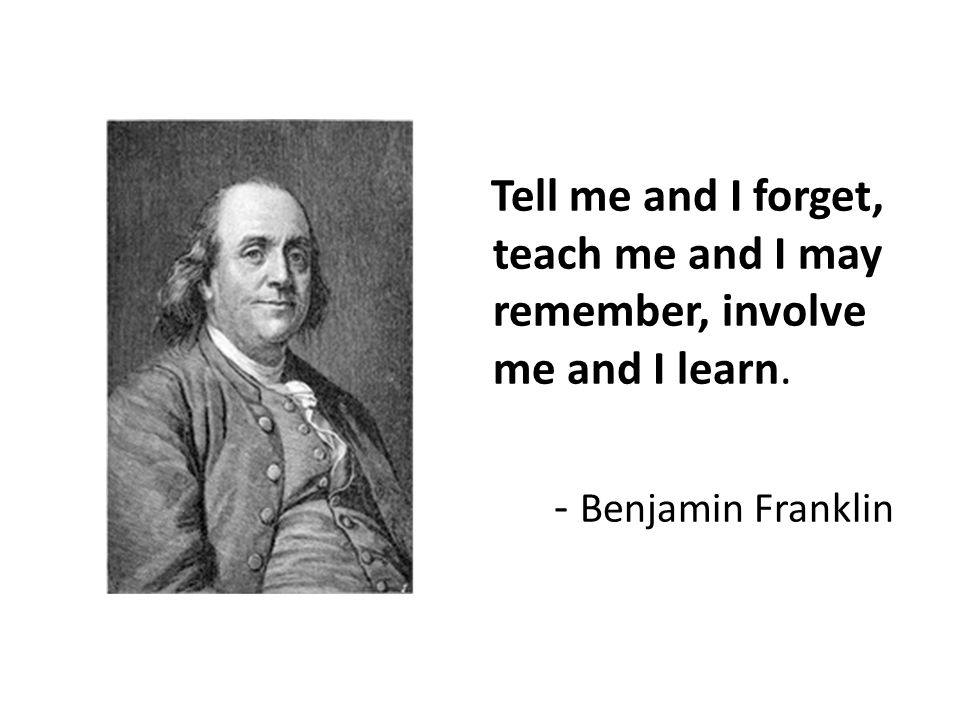 Tell me and I forget,
teach me and I may
remember, involve
me and I learn.
- Benjamin Franklin